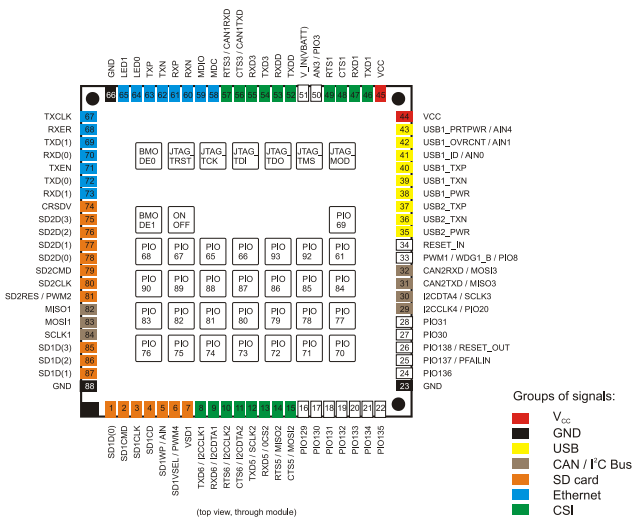 GND
LED1
LED0
TXP
TXN
RXP
RXN
MDIO
MDC
RTS3 / CAN1RXD
CTS3 / CAN1TXD
RXD3
TXD3
RXDD
TXDD
V_IN(VBATT)
AN3 / PIO3
RTS1
CTS1
RXD1
TXD1
VCC
66 65 64 63 62 61 60 59 58 57 56 55 54 53 52 51 50 49 48 47 46 45
TXCLK 67
RXER 68
TXD(1) 69
RXD(0) 70
TXEN 71
TXD(0) 72
RXD(1) 73
CRSDV 74
SD2D(3) 75
SD2D(2) 76
SD2D(1) 77
SD2D(0) 78
SD2CMD 79
SD2CLK 80
SD2RES / PWM2 81
MISO1 82
MOSI1 83
SCLK1 84
SD1D(3) 85
SD1D(2) 86
SD1D(1) 87
GND 88
BMO DE0
JTAG_ TRST
JTAG_ TCK
JTAG_ TDI
JTAG_ TDO
JTAG_ TMS
JTAG_ MOD
BMO DE1
ON OFF
PIO 69
PIO 68
PIO 67
PIO 65
PIO 66
PIO 93
PIO 92
PIO 61
PIO 90
PIO 89
PIO 88
PIO 87
PIO 86
PIO 85
PIO 84
PIO 83
PIO 82
PIO 81
PIO 80
PIO 79
PIO 78
PIO 77
PIO 76
PIO 75
PIO 74
PIO 73
PIO 72
PIO 71
PIO 70
44 VCC
43 USB1_PRTPWR / AIN4
42 USB1_OVRCNT / AIN1
41 USB1_ID / AIN0
40 USB1_TXP
39 USB1_TXN
38 USB1_PWR
37 USB2_TXP
36 USB2_TXN
35 USB2_PWR
34 RESET_IN
33 PWM1 / WDG1_B / PIO8
32 CAN2RXD / MOSI3
31 CAN2TXD / MISO3
30 I2CDTA4 / SCLK3
29 I2CCLK4 / PIO20
28 PIO31
27 PIO30
26 PIO138 / RESET_OUT
25 PIO137 / PFAILIN
24 PIO136
23 GND
1 2 3 4 5 6 7 8 9 10 11 12 13 14 15 16 17 18 19 20 21 22
SD1D(0)
SD1CMD
SD1CLK
SD1CD
SD1WP / AIN
SD1VSEL / PWM4
VSD1
TXD6 / I2CCLK1
RXD6 / I2CDTA1
RTS6 / I2CCLK2
CTS6 / I2CDTA2
TXD5 / SCLK2
RXD5 / 0CS2
RTS5 / MISO2
CTS5 / MOSI2
PIO129
PIO130
PIO131
PIO132
PIO133
PIO134
PIO135
(top view, through module)
Groups of signals:
VCC
GND
USB
CAN / I²C Bus
SD card
Ethernet
CSI